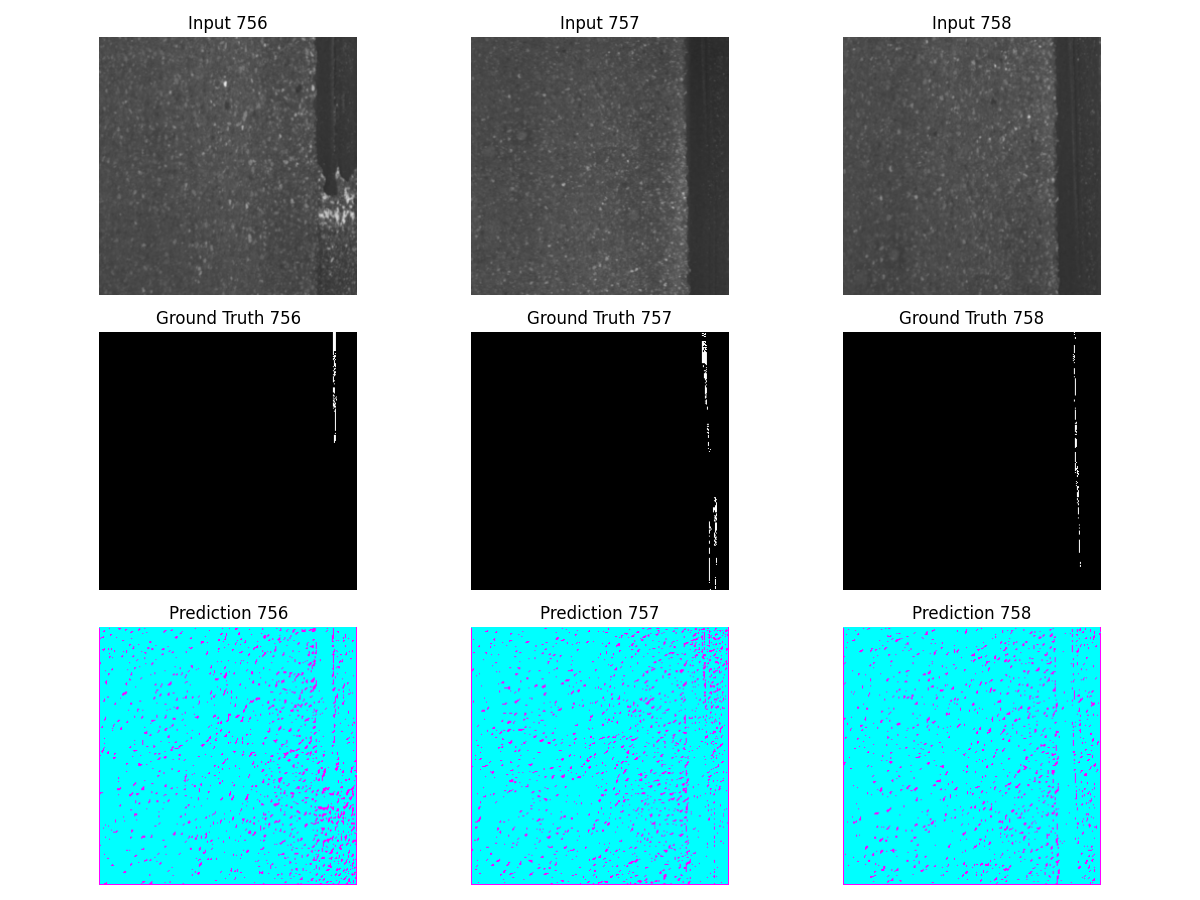 Input 756
Input 757
Input 758
Ground Truth 756
Ground Truth 757
Ground Truth 758
Prediction 756
Prediction 757
Prediction 758